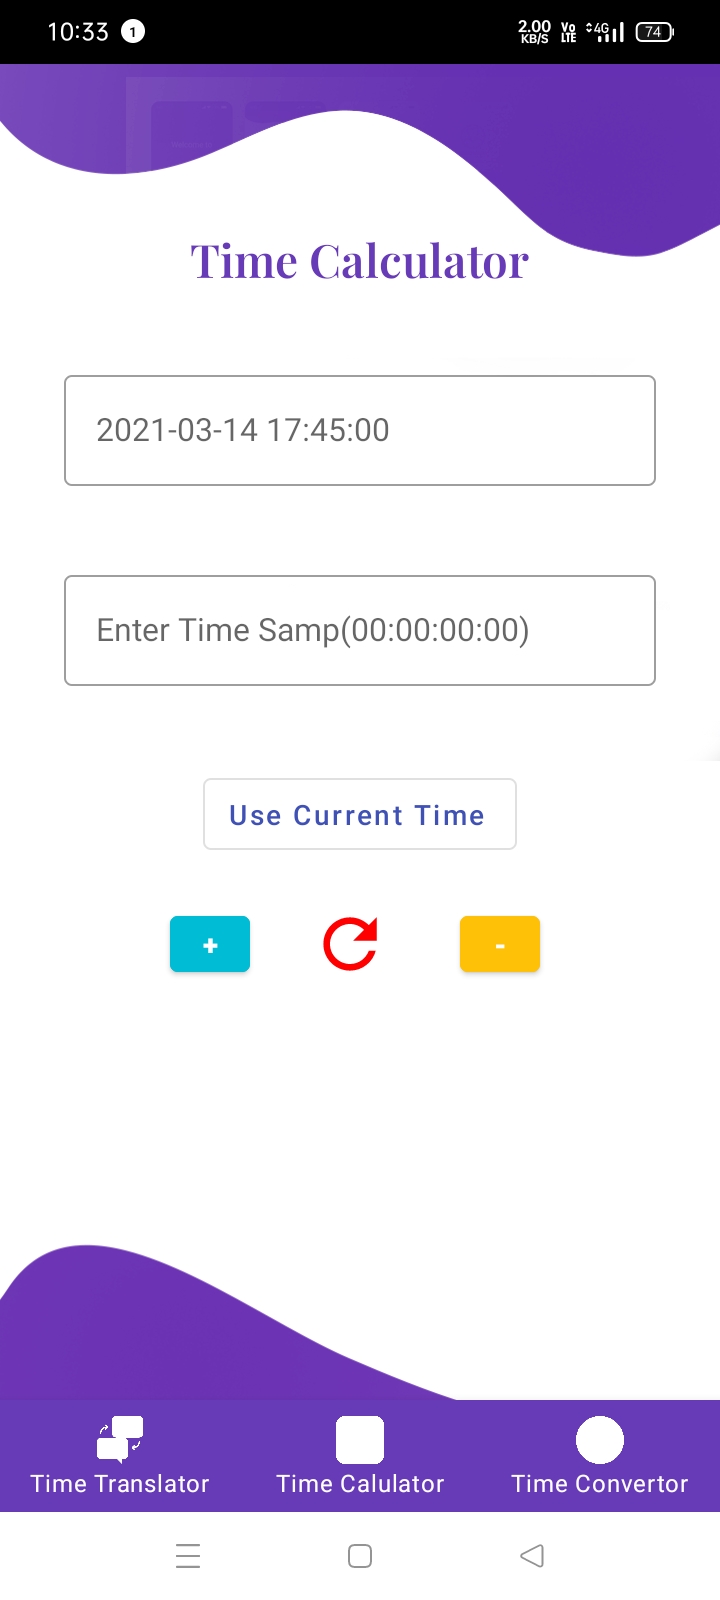 10:33 1 2.00 KB/S Vo LTE 4G 74
Time Calculator
2021-03-14 17:45:00
Enter Time Samp(00:00:00:00)
Use Current Time
+ -
Time Translator Time Calulator Time Convertor